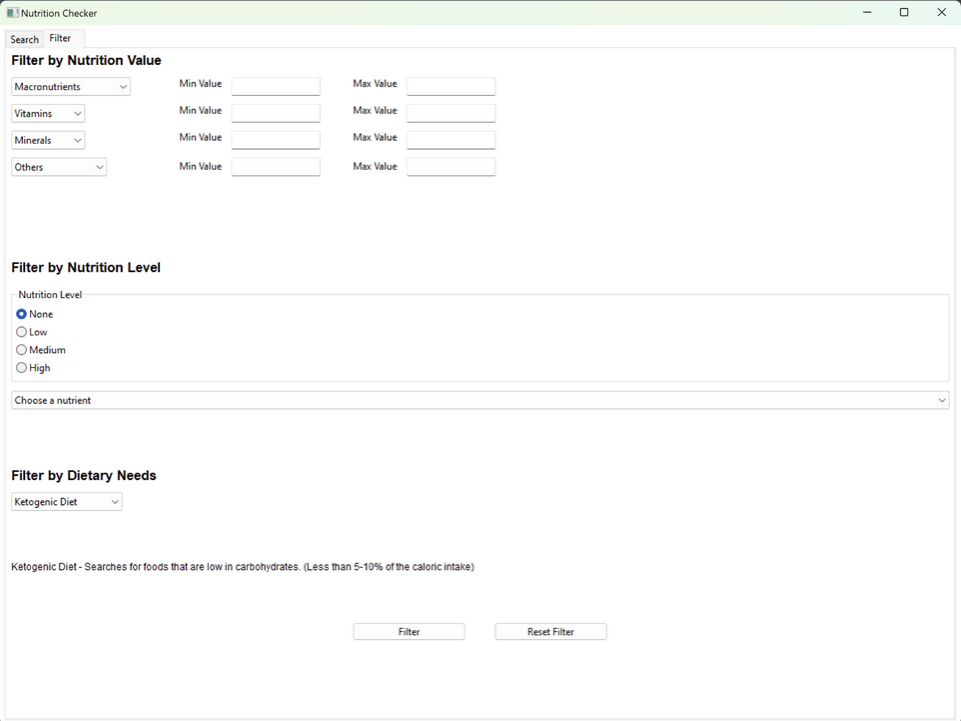 Nutrition Checker
Search Filter
Filter by Nutrition Value
Macronutrients Min Value Max Value
Vitamins Min Value Max Value
Minerals Min Value Max Value
Others Min Value Max Value
Filter by Nutrition Level
Nutrition Level
None
Low
Medium
High
Choose a nutrient
Filter by Dietary Needs
Ketogenic Diet
Ketogenic Diet - Searches for foods that are low in carbohydrates. (Less than 5-10% of the caloric intake)
Filter Reset Filter